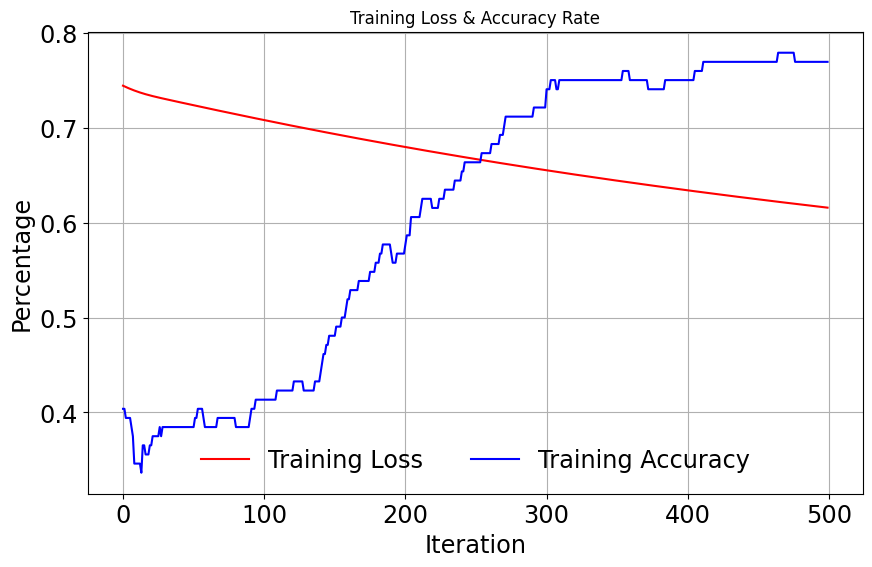 Training Loss & Accuracy Rate
0.8
0.7
0.6
0.5
0.4
Percentage
Training Loss Training Accuracy
0 100 200 300 400 500
Iteration